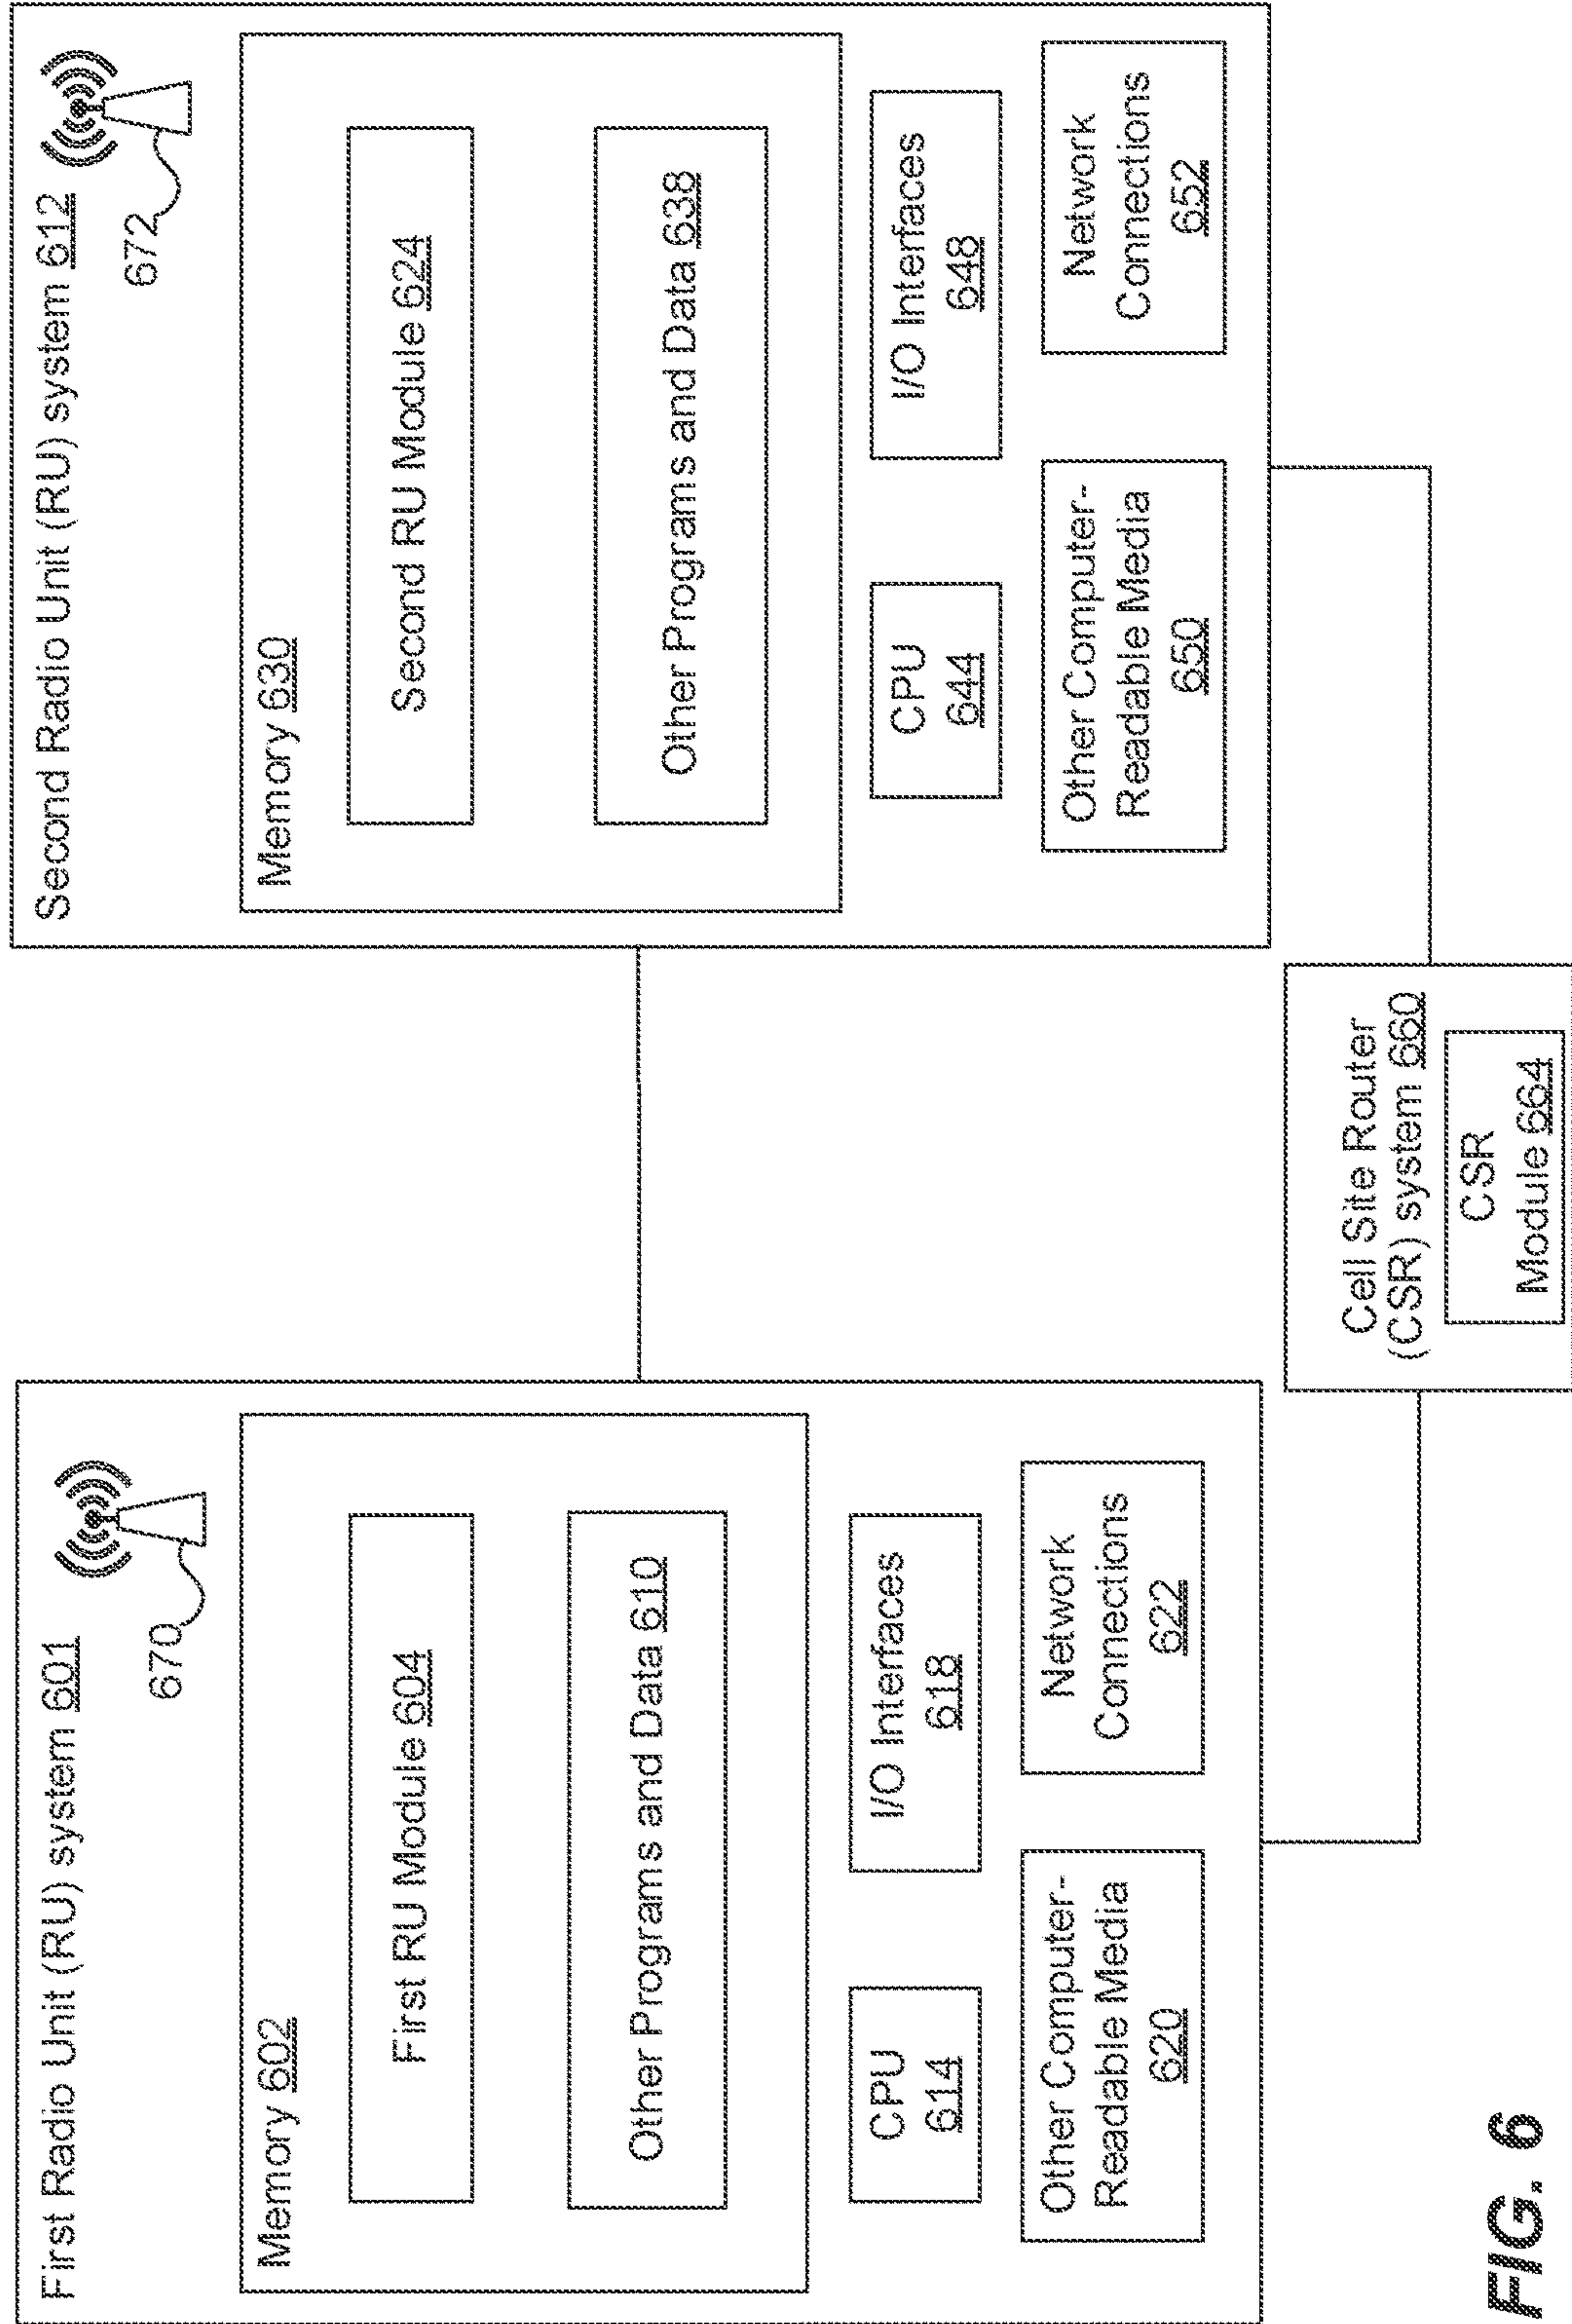 First Radio Unit (RU) system 601
670
Memory 602
First RU Module 604
Other Programs and Data 610
CPU
614
I/O Interfaces
618
Other Computer-
Readable Media
620
Network
Connections
622
Second Radio Unit (RU) system 612
672
Memory 630
Second RU Module 624
Other Programs and Data 638
CPU
644
I/O Interfaces
648
Other Computer-
Readable Media
650
Network
Connections
652
Cell Site Router
(CSR) system 660
CSR
Module 664
FIG. 6